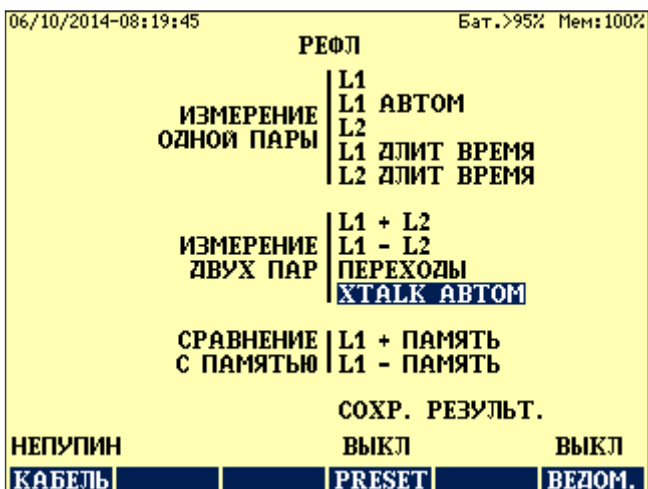 06/10/2014-08:19:45 Бат.>95% Мем:100%
РЕФЛ
ИЗМЕРЕНИЕ ОДНОЙ ПАРЫ
L1
L1 АВТОМ
L2
L1 ДЛИТ ВРЕМЯ
L2 ДЛИТ ВРЕМЯ
ИЗМЕРЕНИЕ ДВУХ ПАР
L1 + L2
L1 - L2
ПЕРЕХОДЫ
XTALK АВТОМ
СРАВНЕНИЕ С ПАМЯТЬЮ
L1 + ПАМЯТЬ
L1 - ПАМЯТЬ
СОХР. РЕЗУЛЬТ.
НЕПУПИН ВЫКЛ ВЫКЛ
КАБЕЛЬ PRESET ВЕДОМ.